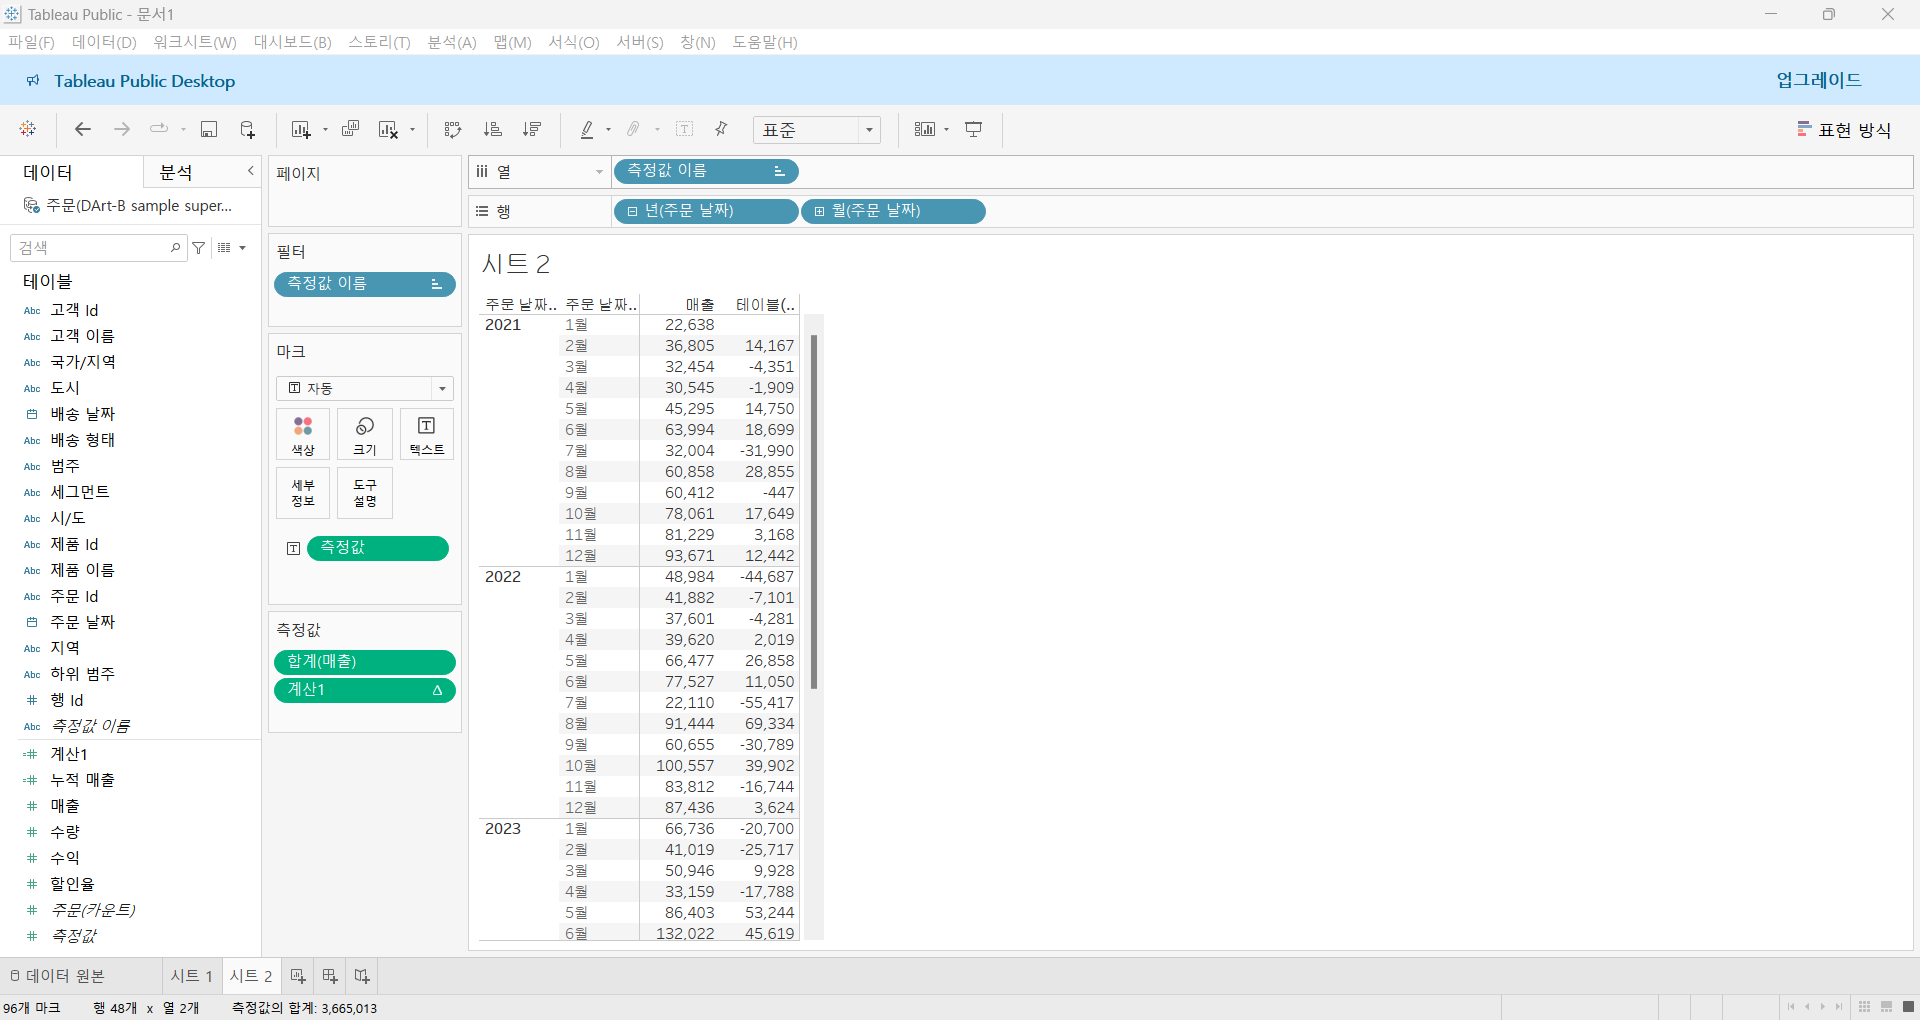 Tableau Public - 문서1
파일(F) 데이터(D) 워크시트(W) 대시보드(B) 스토리(T) 분석(A) 맵(M) 서식(O) 서버(S) 창(N) 도움말(H)
Tableau Public Desktop 업그레이드
표준 표현 방식
데이터 분석
주문(DArt-B sample super...
검색
테이블
Abc 고객 Id
Abc 고객 이름
Abc 국가/지역
Abc 도시
배송 날짜
Abc 배송 형태
Abc 범주
Abc 세그먼트
Abc 시/도
Abc 제품 Id
Abc 제품 이름
Abc 주문 Id
주문 날짜
Abc 지역
Abc 하위 범주
# 행 Id
Abc 측정값 이름
=# 계산1
=# 누적 매출
# 매출
# 수량
# 수익
# 할인율
# 주문(카운트)
# 측정값
페이지
필터
측정값 이름
마크
T 자동
색상 크기 T 텍스트
세부 정보
도구 설명
T 측정값
측정값
합계(매출)
계산1 Δ
열 측정값 이름
행 년(주문 날짜) 월(주문 날짜)
시트 2
주문 날짜.. 주문 날짜.. 매출 테이블(..
2021 1월 22,638
2월 36,805 14,167
3월 32,454 -4,351
4월 30,545 -1,909
5월 45,295 14,750
6월 63,994 18,699
7월 32,004 -31,990
8월 60,858 28,855
9월 60,412 -447
10월 78,061 17,649
11월 81,229 3,168
12월 93,671 12,442
2022 1월 48,984 -44,687
2월 41,882 -7,101
3월 37,601 -4,281
4월 39,620 2,019
5월 66,477 26,858
6월 77,527 11,050
7월 22,110 -55,417
8월 91,444 69,334
9월 60,655 -30,789
10월 100,557 39,902
11월 83,812 -16,744
12월 87,436 3,624
2023 1월 66,736 -20,700
2월 41,019 -25,717
3월 50,946 9,928
4월 33,159 -17,788
5월 86,403 53,244
6월 132,022 45,619
데이터 원본 시트 1 시트 2
96개 마크 행 48개 x 열 2개 측정값의 합계: 3,665,013